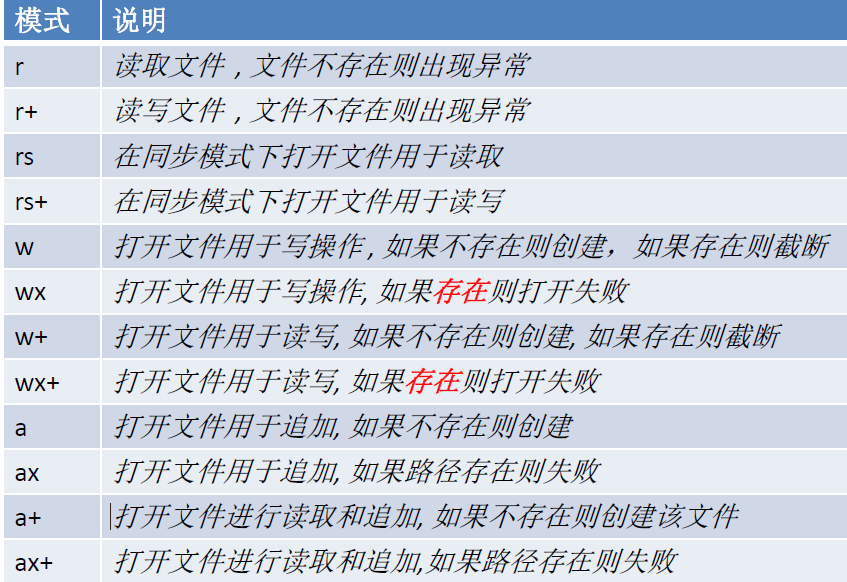 模式 说明
r 读取文件，文件不存在则出现异常
r+ 读写文件，文件不存在则出现异常
rs 在同步模式下打开文件用于读取
rs+ 在同步模式下打开文件用于读写
w 打开文件用于写操作, 如果不存在则创建，如果存在则截断
wx 打开文件用于写操作, 如果存在则打开失败
w+ 打开文件用于读写, 如果不存在则创建, 如果存在则截断
wx+ 打开文件用于读写, 如果存在则打开失败
a 打开文件用于追加, 如果不存在则创建
ax 打开文件用于追加, 如果路径存在则失败
a+ 打开文件进行读取和追加, 如果不存在则创建该文件
ax+ 打开文件进行读取和追加,如果路径存在则失败